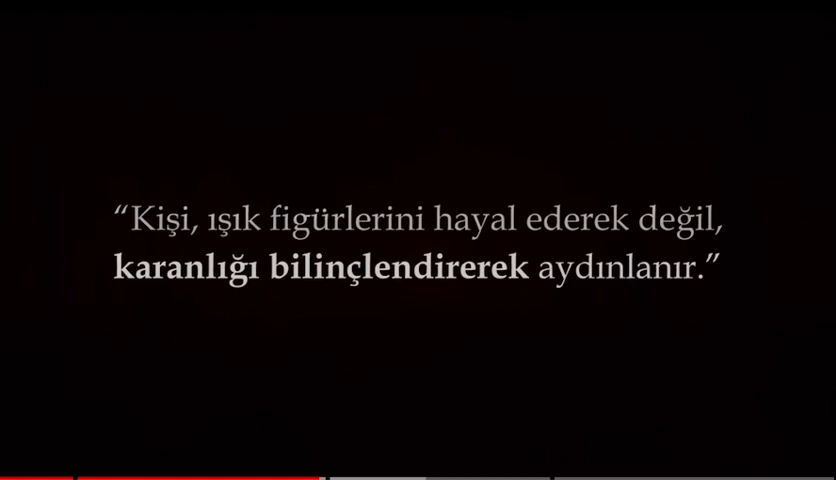 “Kişi, ışık figürlerini hayal ederek değil,
karanlığı bilinçlendirerek aydınlanır.”